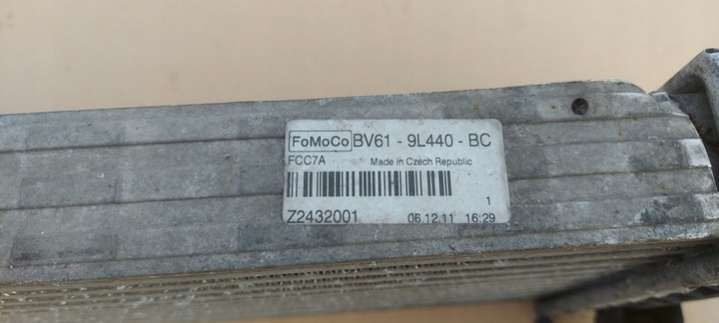 FoMoCo BV61 - 9L440 - BC
FCC7A Made in Czech Republic
1
Z2432001 06.12.11 16:29